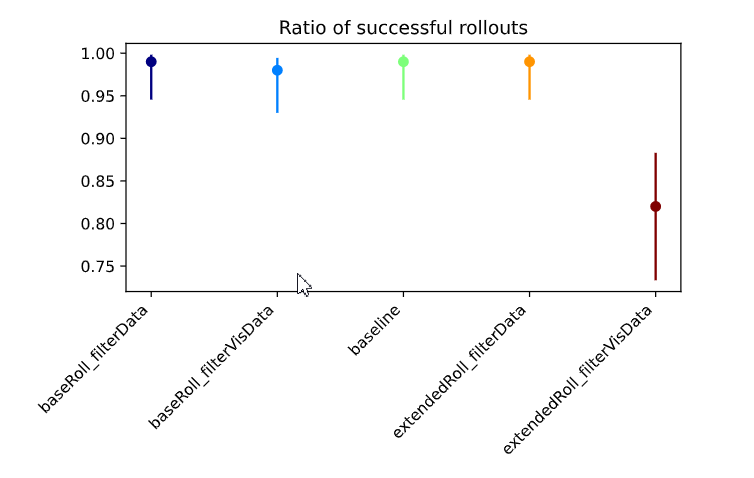 Ratio of successful rollouts
1.00
0.95
0.90
0.85
0.80
0.75
baseRoll_filterData
baseRoll_filterVisData
baseline
extendedRoll_filterData
extendedRoll_filterVisData